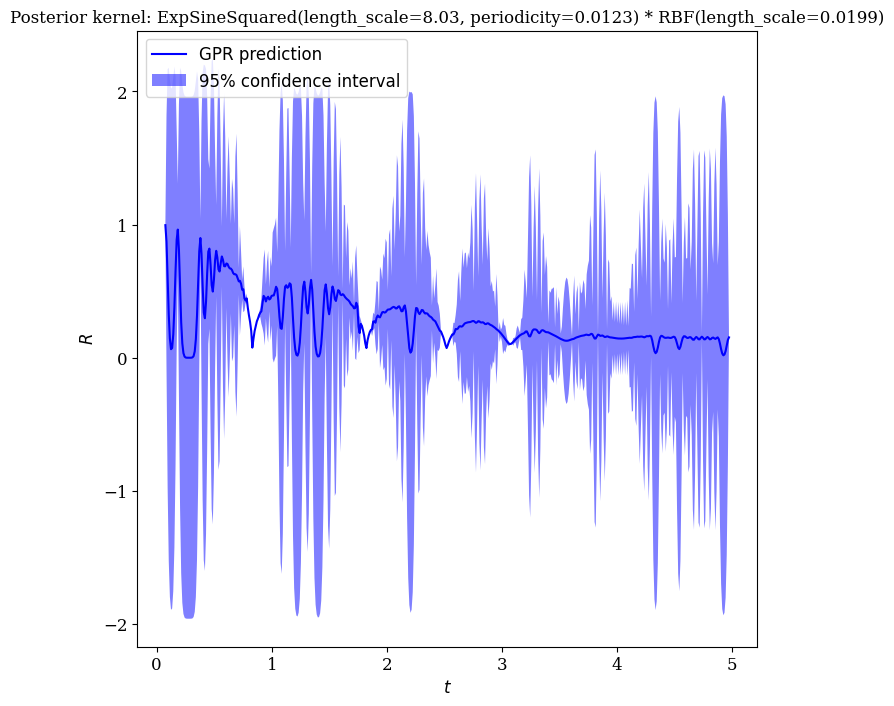 Posterior kernel: ExpSineSquared(length_scale=8.03, periodicity=0.0123) * RBF(length_scale=0.0199)
GPR prediction
95% confidence interval
2
1
0
−1
−2
R
0 1 2 3 4 5
t